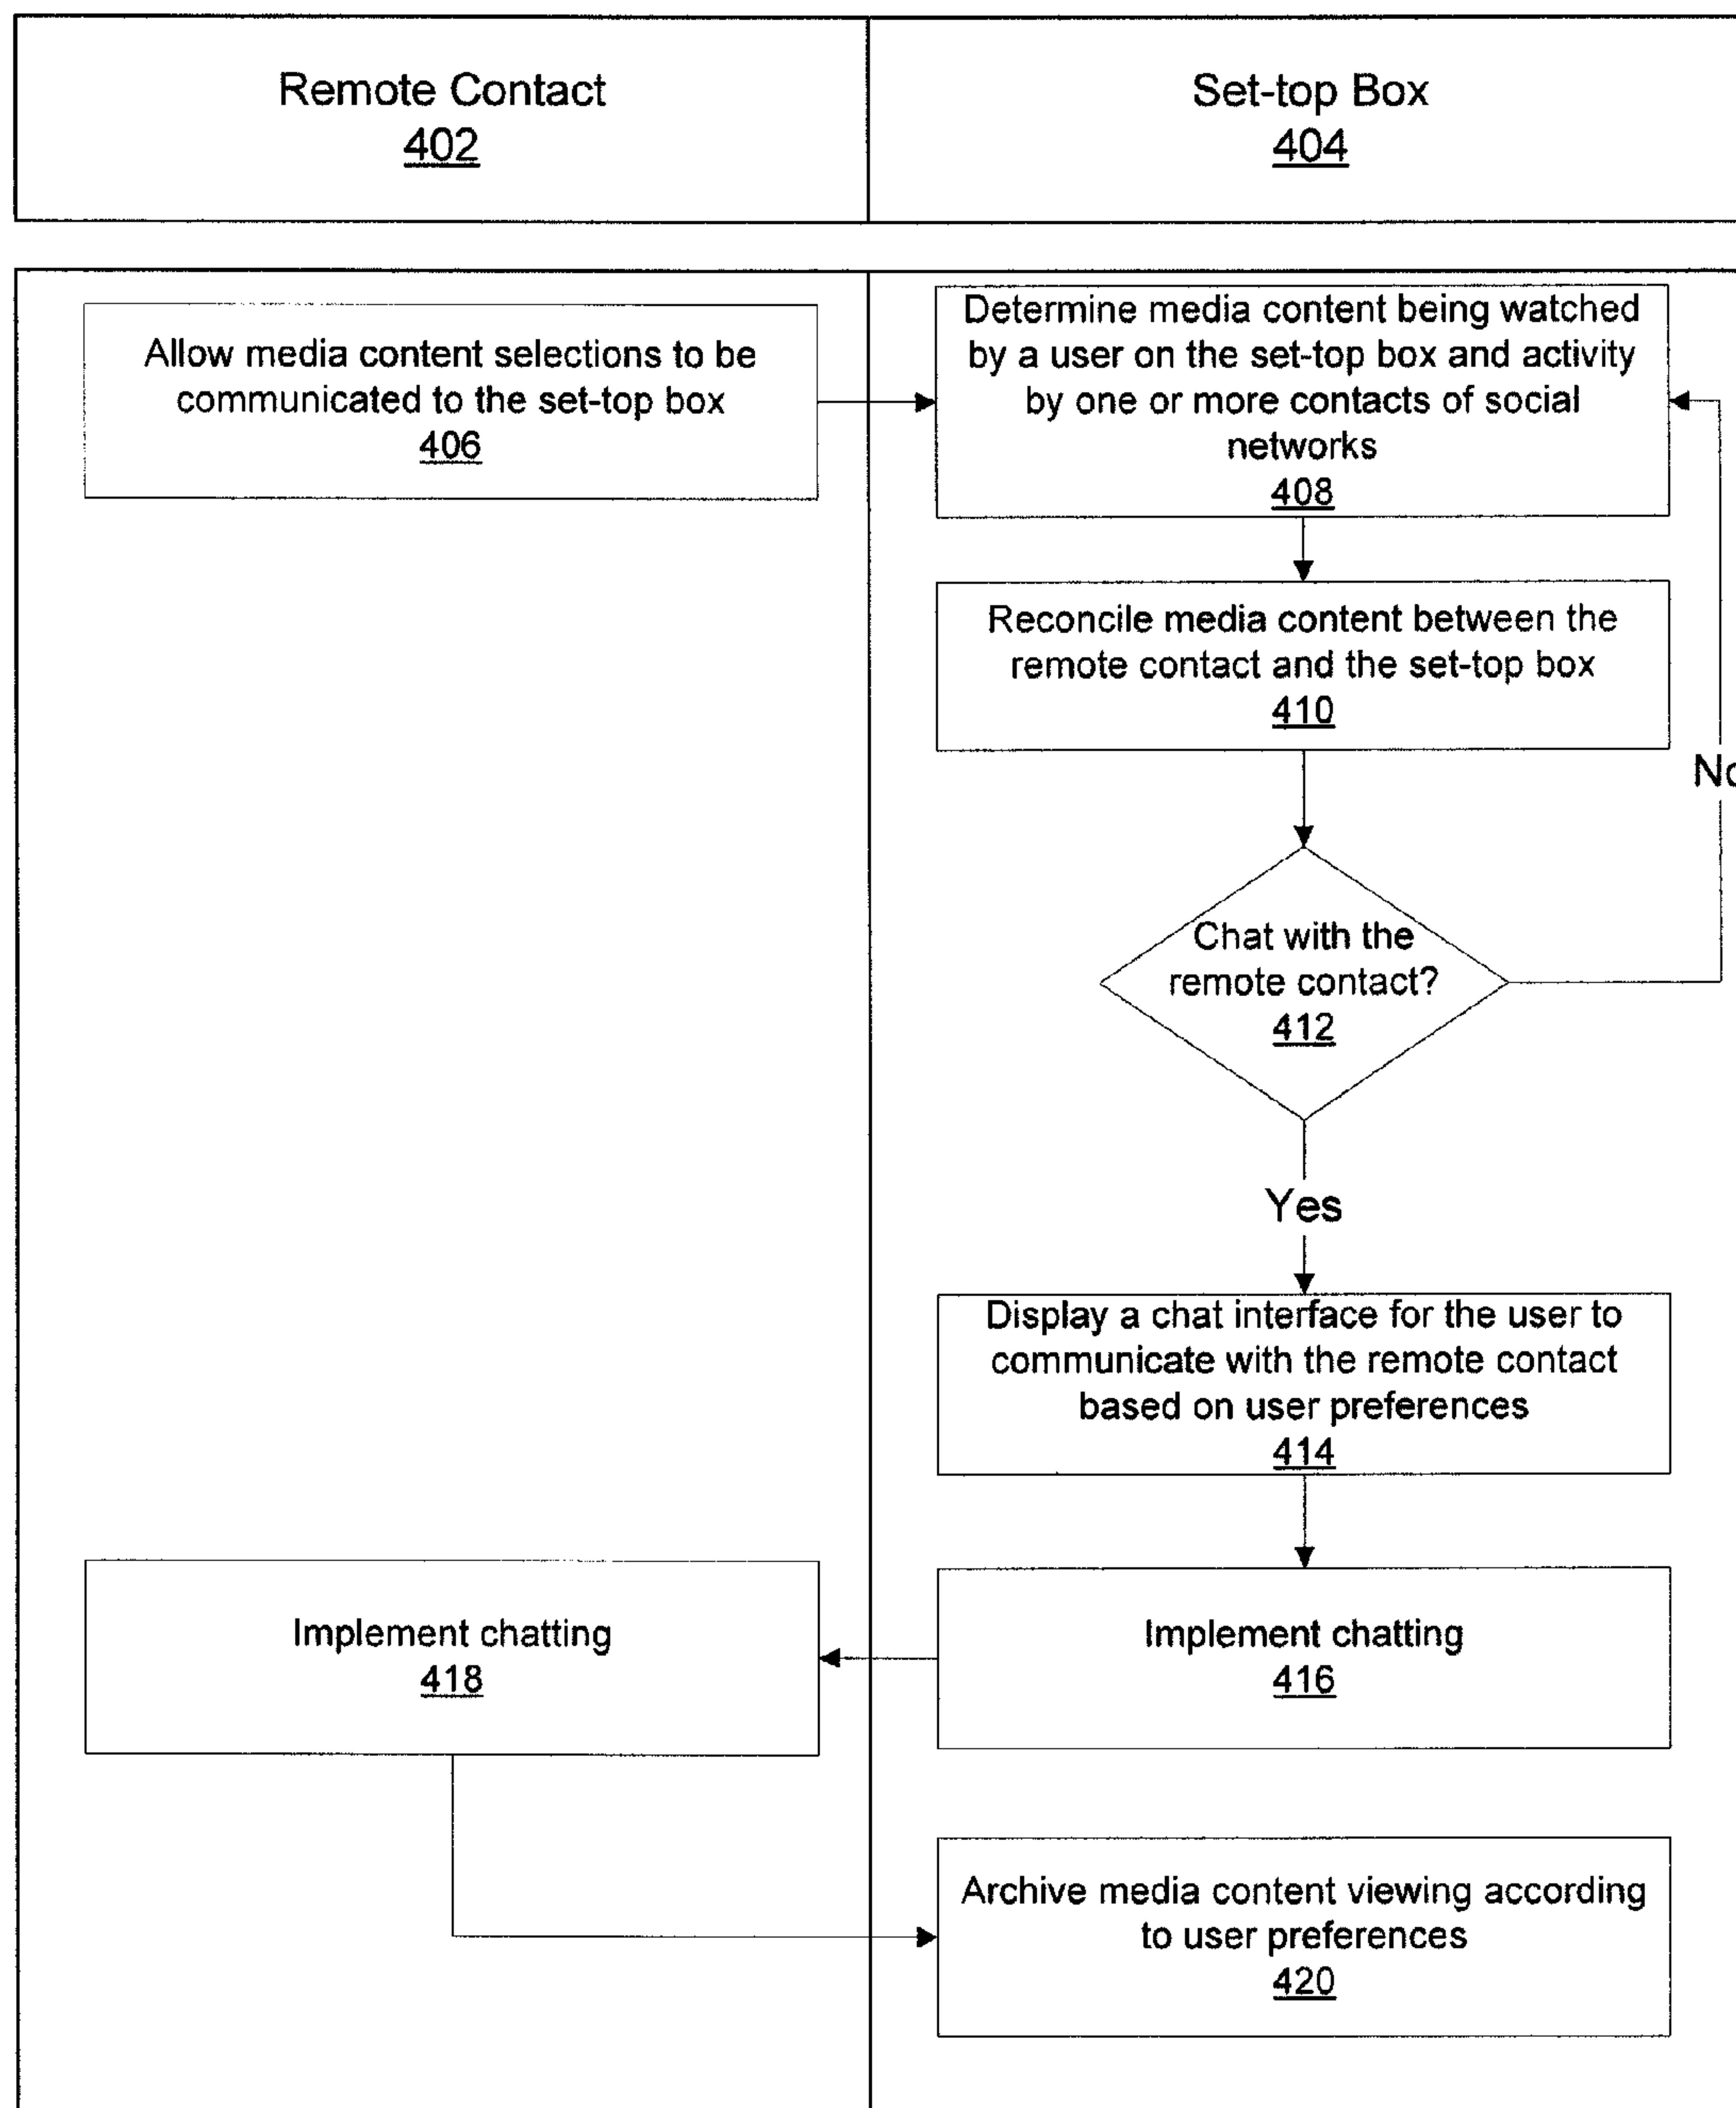 Remote Contact
402
Set-top Box
404
Allow media content selections to be
communicated to the set-top box
406
Determine media content being watched
by a user on the set-top box and activity
by one or more contacts of social
networks
408
Reconcile media content between the
remote contact and the set-top box
410
No
Chat with the
remote contact?
412
Yes
Display a chat interface for the user to
communicate with the remote contact
based on user preferences
414
Implement chatting
418
Implement chatting
416
Archive media content viewing according
to user preferences
420